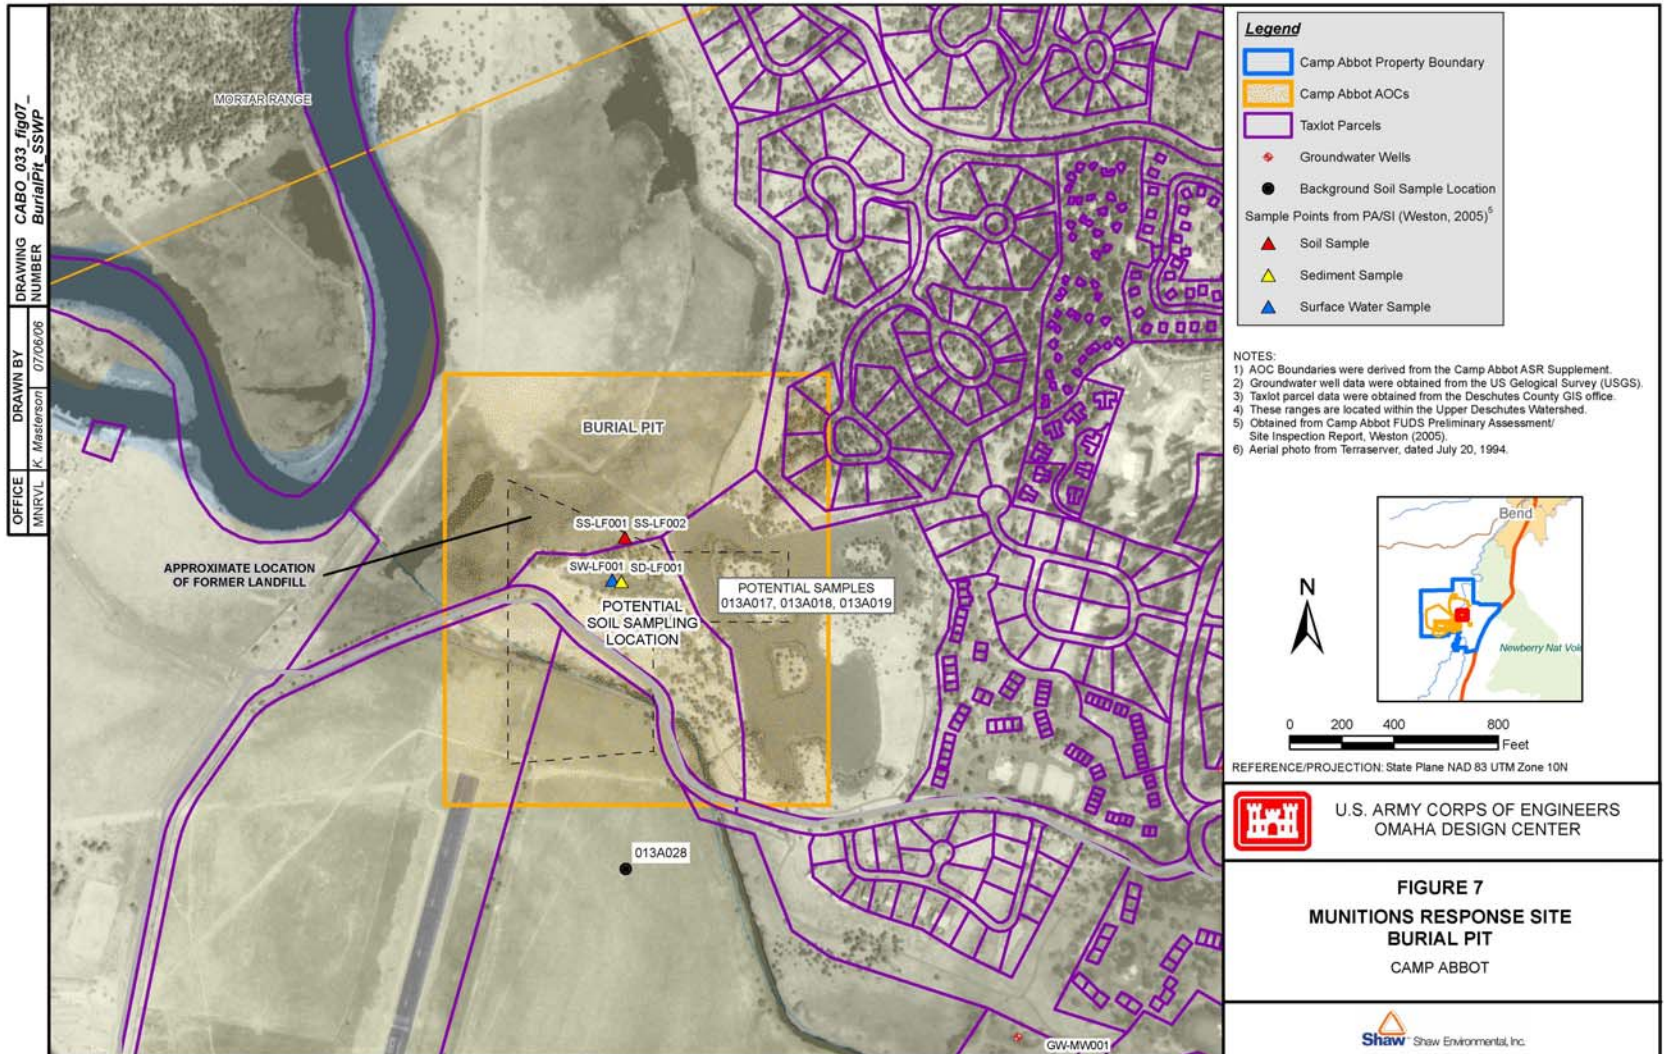 DRAWING NUMBER
CABO_033_fig07_
BurialPit_SSWP
DRAWN BY
K. Masterson 07/06/06
OFFICE
MNRVL
MORTAR RANGE
BURIAL PIT
SS-LF001 SS-LF002
APPROXIMATE LOCATION
OF FORMER LANDFILL
SW-LF001 SD-LF001
POTENTIAL
SOIL SAMPLING
LOCATION
POTENTIAL SAMPLES
013A017, 013A018, 013A019
013A028
GW-MW001
Legend
Camp Abbot Property Boundary
Camp Abbot AOCs
Taxlot Parcels
Groundwater Wells
Background Soil Sample Location
Sample Points from PA/SI (Weston, 2005)5
Soil Sample
Sediment Sample
Surface Water Sample
NOTES:
1) AOC Boundaries were derived from the Camp Abbot ASR Supplement.
2) Groundwater well data were obtained from the US Gelogical Survey (USGS).
3) Taxlot parcel data were obtained from the Deschutes County GIS office.
4) These ranges are located within the Upper Deschutes Watershed.
5) Obtained from Camp Abbot FUDS Preliminary Assessment/
Site Inspection Report, Weston (2005).
6) Aerial photo from Terraserver, dated July 20, 1994.
Bend
Newberry Nat Volc
N
0 200 400 800
Feet
REFERENCE/PROJECTION: State Plane NAD 83 UTM Zone 10N
U.S. ARMY CORPS OF ENGINEERS
OMAHA DESIGN CENTER
FIGURE 7
MUNITIONS RESPONSE SITE
BURIAL PIT
CAMP ABBOT
Shaw Shaw Environmental, Inc.